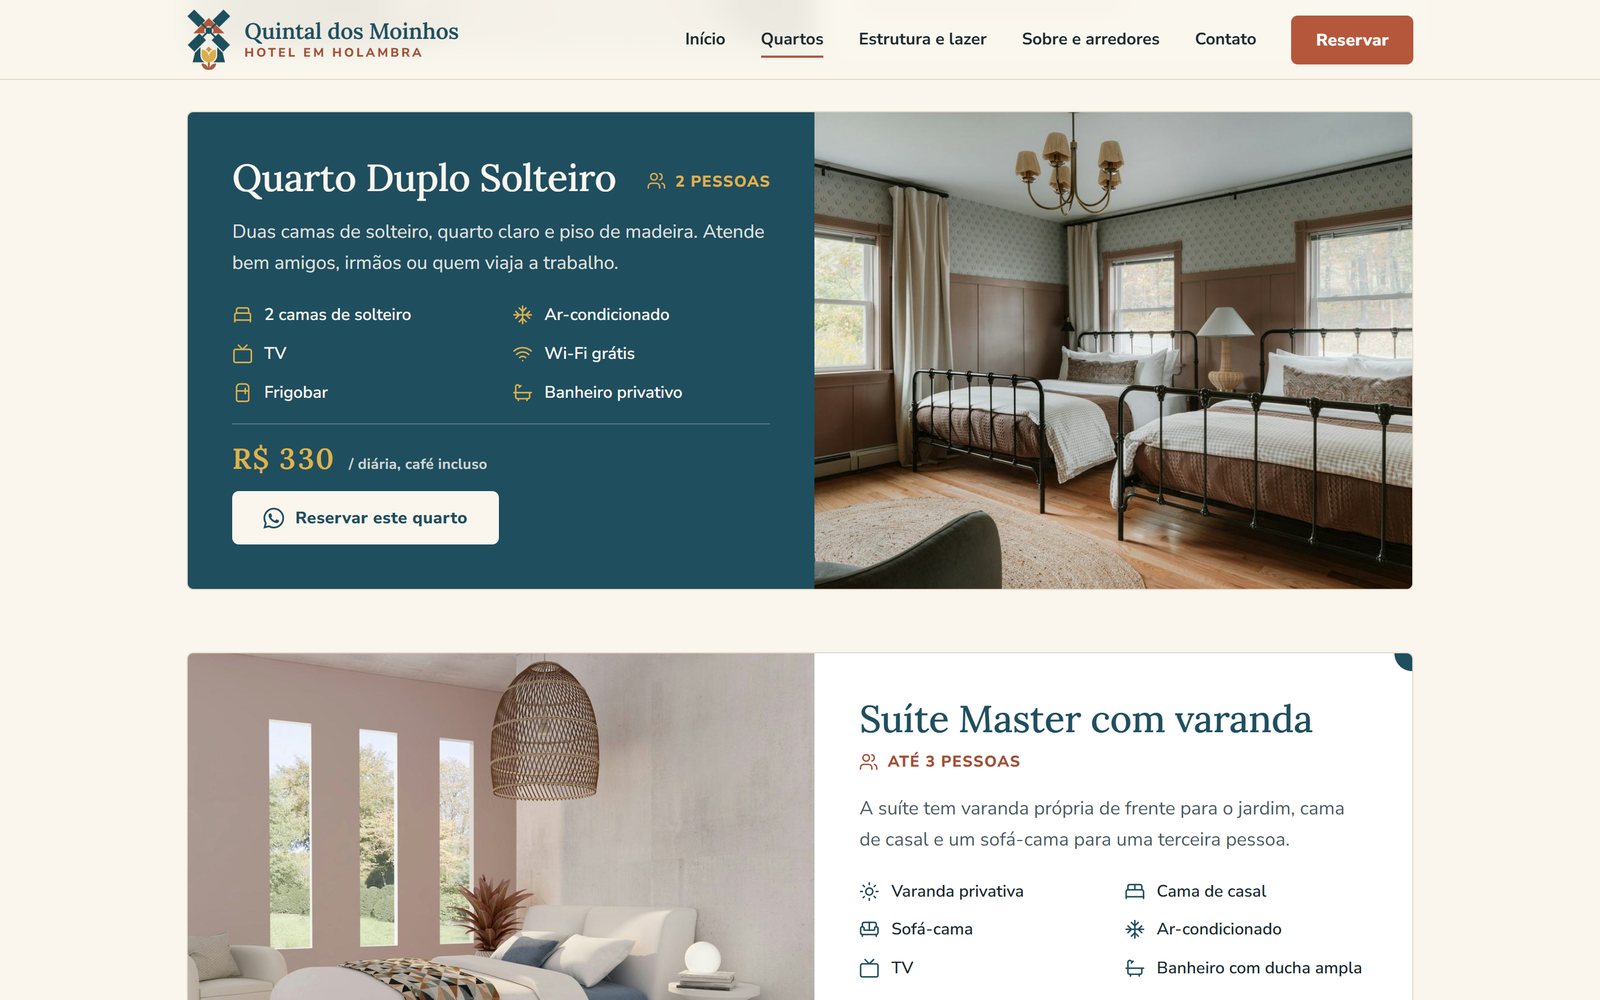 Quintal dos Moinhos
HOTEL EM HOLAMBRA
Início
Quartos
Estrutura e lazer
Sobre e arredores
Contato
Reservar
Quarto Duplo Solteiro
2 PESSOAS
Duas camas de solteiro, quarto claro e piso de madeira. Atende
bem amigos, irmãos ou quem viaja a trabalho.
2 camas de solteiro
Ar-condicionado
TV
Wi-Fi grátis
Frigobar
Banheiro privativo
R$ 330 / diária, café incluso
Reservar este quarto
Suíte Master com varanda
ATÉ 3 PESSOAS
A suíte tem varanda própria de frente para o jardim, cama
de casal e um sofá-cama para uma terceira pessoa.
Varanda privativa
Cama de casal
Sofá-cama
Ar-condicionado
TV
Banheiro com ducha ampla